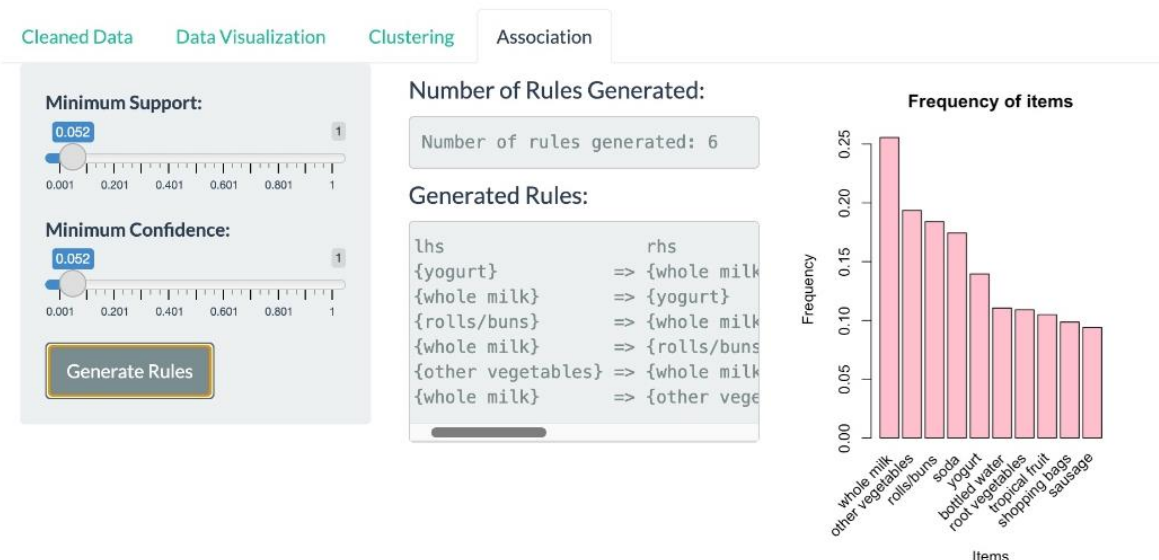 Cleaned Data Data Visualization Clustering Association
Minimum Support:
0.052 1
0.001 0.201 0.401 0.601 0.801 1
Minimum Confidence:
0.052 1
0.001 0.201 0.401 0.601 0.801 1
Generate Rules
Number of Rules Generated:
Number of rules generated: 6
Generated Rules:
lhs rhs
{yogurt} => {whole milk
{whole milk} => {yogurt}
{rolls/buns} => {whole milk
{whole milk} => {rolls/buns
{other vegetables} => {whole milk
{whole milk} => {other vege
Frequency of items
Frequency
0.25
0.20
0.15
0.10
0.05
0.00
whole milk
other vegetables
rolls/buns
soda
yogurt
bottled water
root vegetables
tropical fruit
shopping bags
sausage
Items